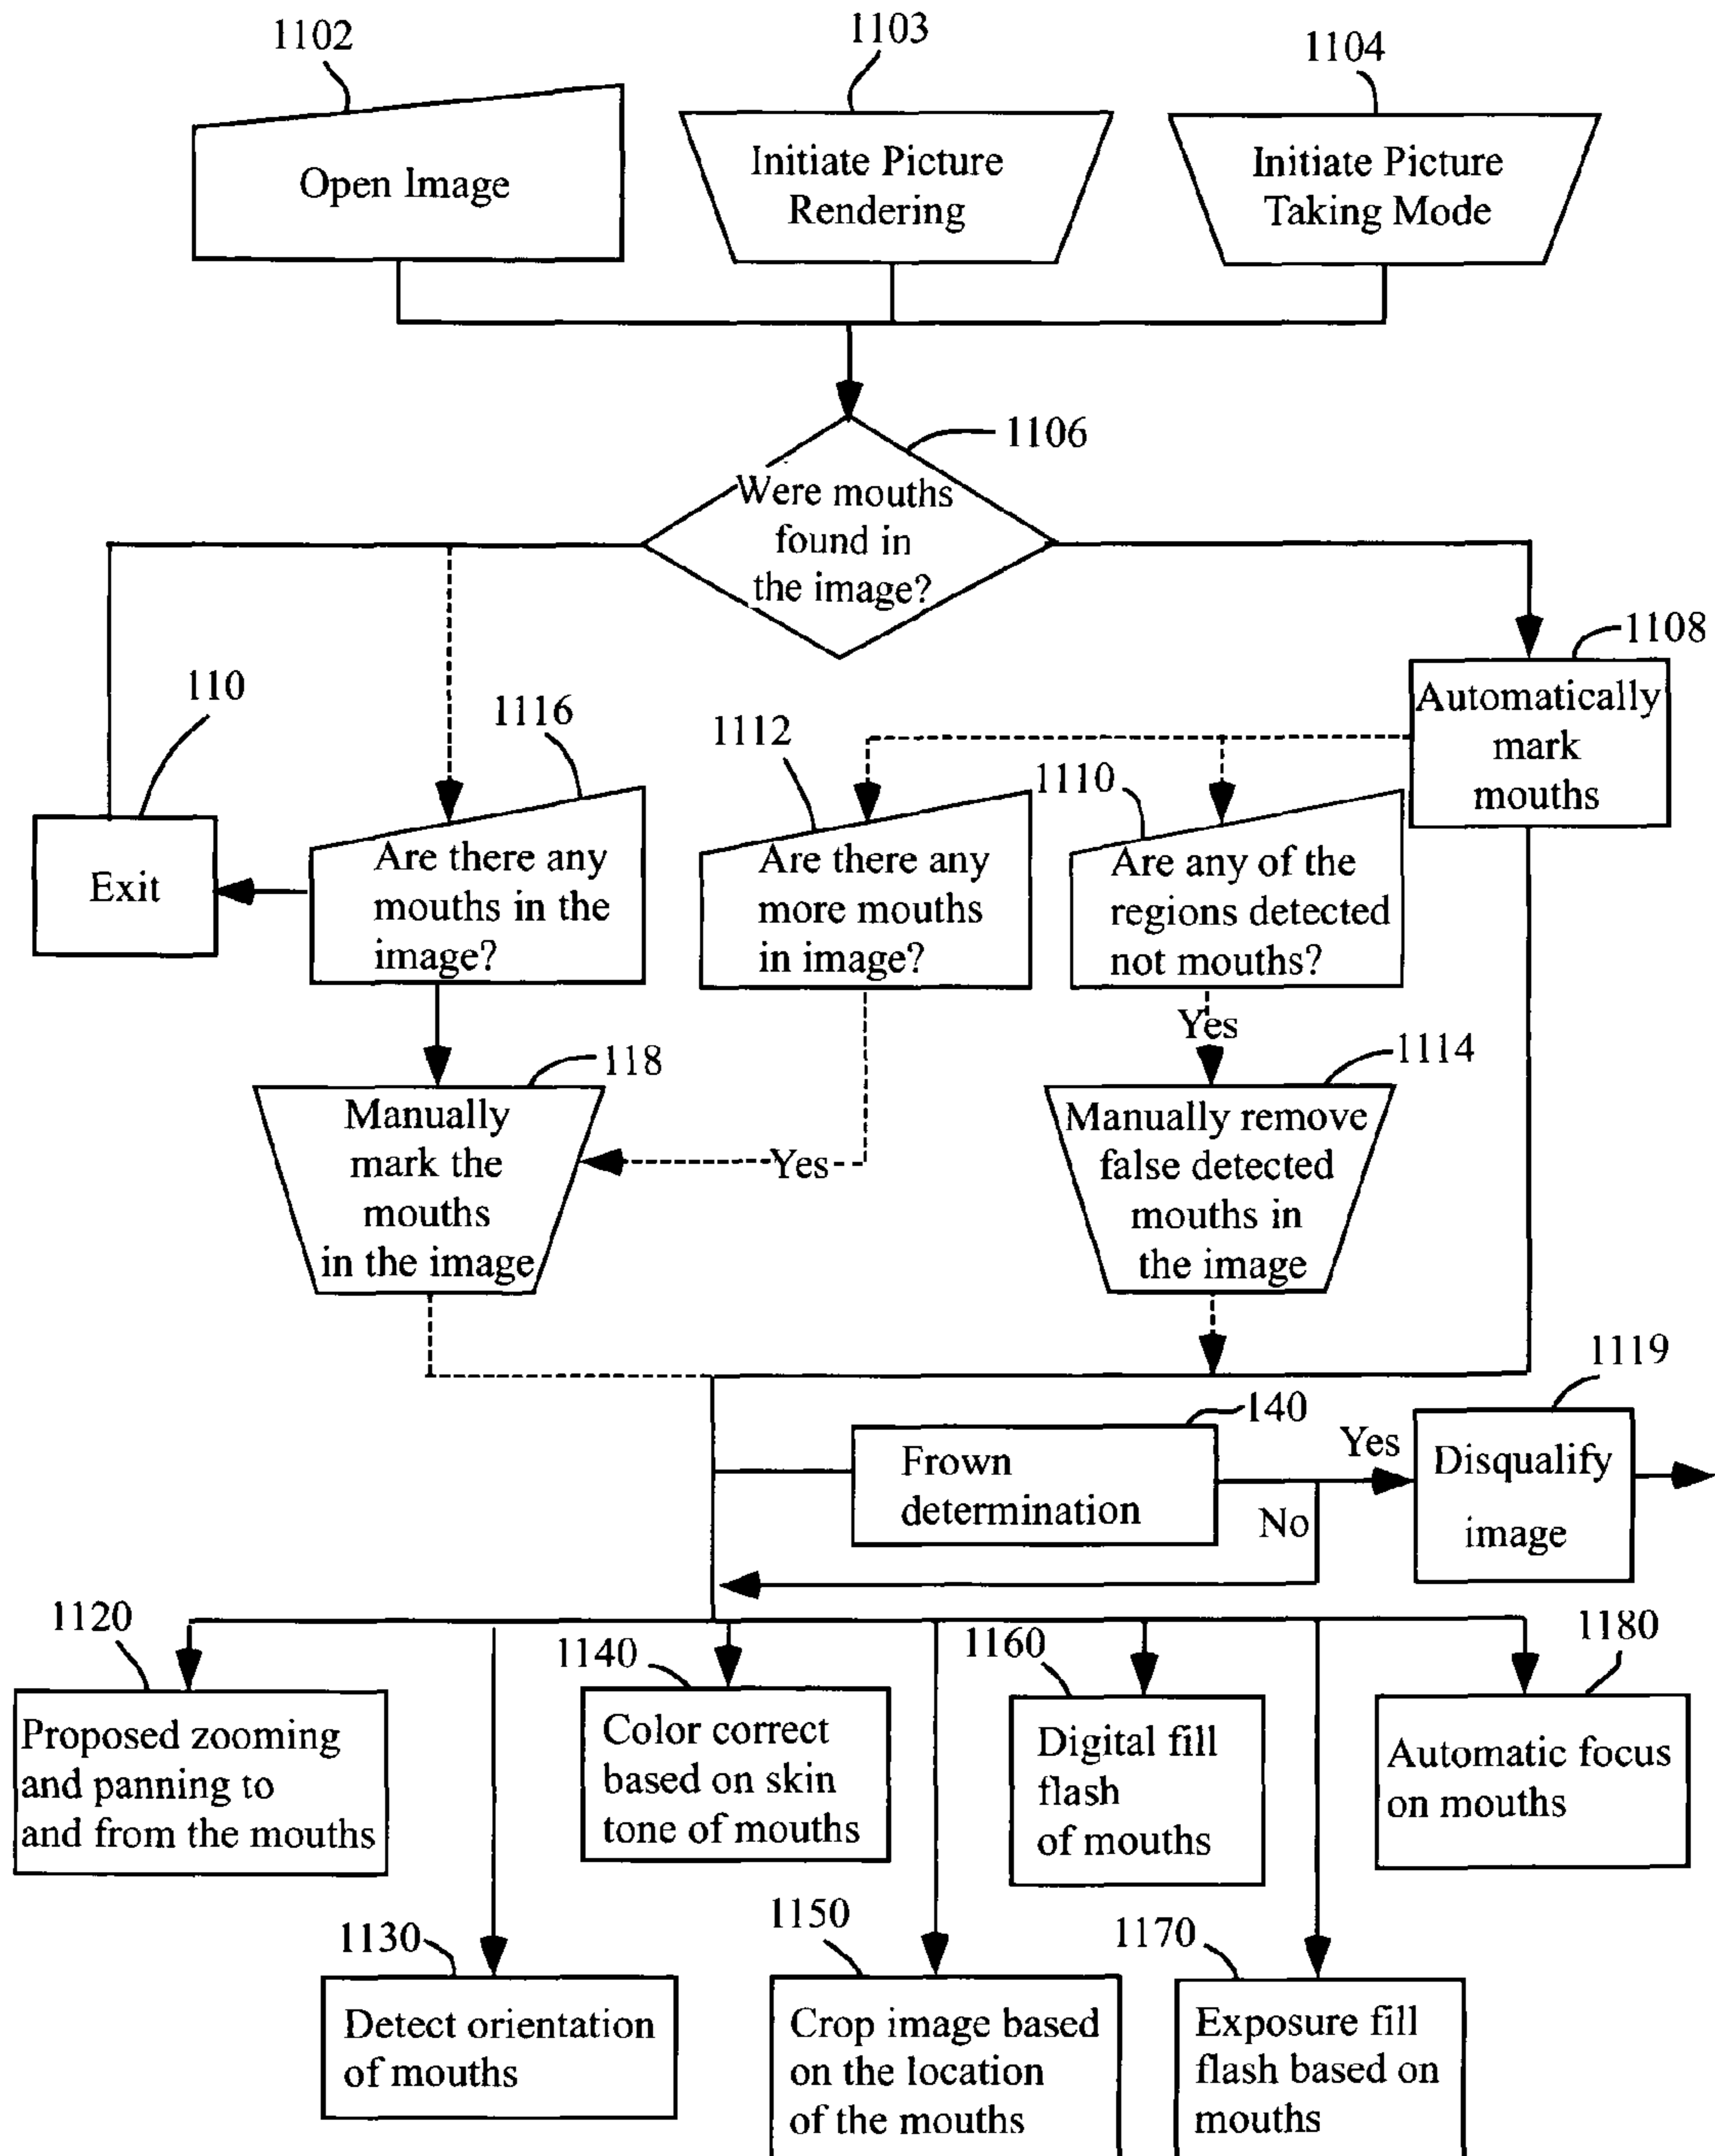 1102
1103
1104
Open Image
Initiate Picture
Rendering
Initiate Picture
Taking Mode
1106
Were mouths
found in
the image?
1108
Automatically
mark
mouths
110
Exit
1116
Are there any
mouths in the
image?
1112
Are there any
more mouths
in image?
1110
Are any of the
regions detected
not mouths?
Yes
118
Manually
mark the
mouths
in the image
Yes
1114
Manually remove
false detected
mouths in
the image
140
Frown
determination
Yes
No
1119
Disqualify
image
1120
Proposed zooming
and panning to
and from the mouths
1140
Color correct
based on skin
tone of mouths
1160
Digital fill
flash
of mouths
1180
Automatic focus
on mouths
1130
Detect orientation
of mouths
1150
Crop image based
on the location
of the mouths
1170
Exposure fill
flash based on
mouths